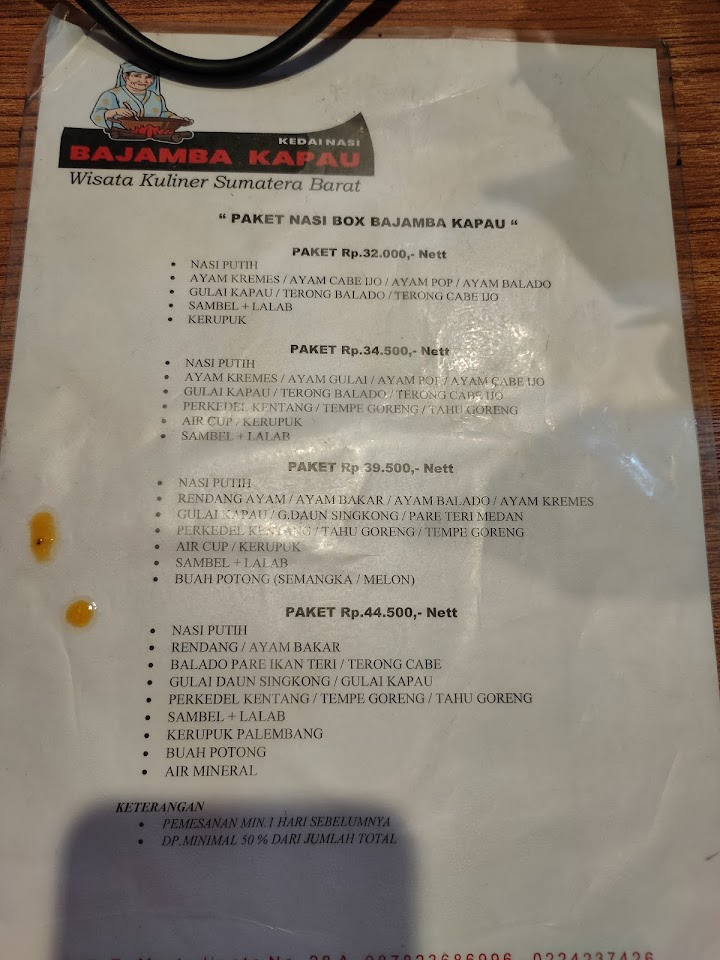 KEDAI NASI
BAJAMBA KAPAU
Wisata Kuliner Sumatera Barat
“ PAKET NASI BOX BAJAMBA KAPAU “
PAKET Rp.32.000,- Nett
• NASI PUTIH
• AYAM KREMES / AYAM CABE IJO / AYAM POP / AYAM BALADO
• GULAI KAPAU / TERONG BALADO / TERONG CABE IJO
• SAMBEL + LALAB
• KERUPUK
PAKET Rp.34.500,- Nett
• NASI PUTIH
• AYAM KREMES / AYAM GULAI / AYAM POP / AYAM CABE IJO
• GULAI KAPAU / TERONG BALADO / TERONG CABE IJO
• PERKEDEL KENTANG / TEMPE GORENG / TAHU GORENG
• AIR CUP / KERUPUK
• SAMBEL + LALAB
PAKET Rp.39.500,- Nett
• NASI PUTIH
• RENDANG AYAM / AYAM BAKAR / AYAM BALADO / AYAM KREMES
• GULAI KAPAU / G.DAUN SINGKONG / PARE TERI MEDAN
• PERKEDEL KENTANG / TAHU GORENG / TEMPE GORENG
• AIR CUP / KERUPUK
• SAMBEL + LALAB
• BUAH POTONG (SEMANGKA / MELON)
PAKET Rp.44.500,- Nett
• NASI PUTIH
• RENDANG / AYAM BAKAR
• BALADO PARE IKAN TERI / TERONG CABE
• GULAI DAUN SINGKONG / GULAI KAPAU
• PERKEDEL KENTANG / TEMPE GORENG / TAHU GORENG
• SAMBEL + LALAB
• KERUPUK PALEMBANG
• BUAH POTONG
• AIR MINERAL
KETERANGAN
• PEMESANAN MIN.1 HARI SEBELUMNYA
• DP.MINIMAL 50 % DARI JUMLAH TOTAL
087823686996 0224237426